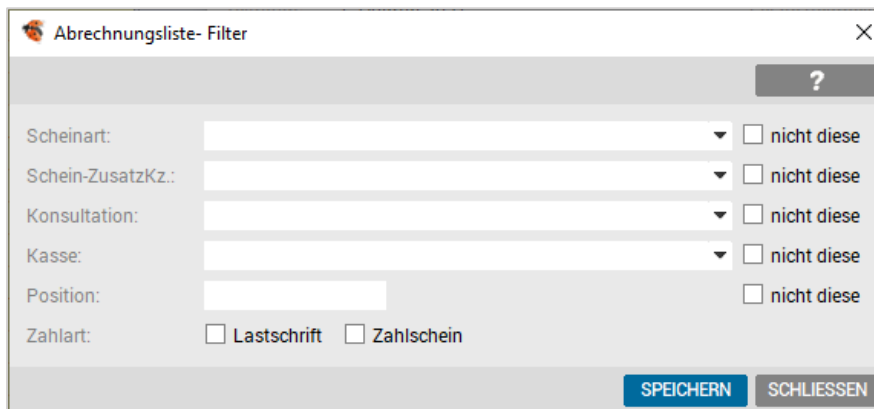 Abrechnungsliste- Filter
?
Scheinart: nicht diese
Schein-ZusatzKz.: nicht diese
Konsultation: nicht diese
Kasse: nicht diese
Position: nicht diese
Zahlart: Lastschrift Zahlschein
SPEICHERN SCHLIESSEN